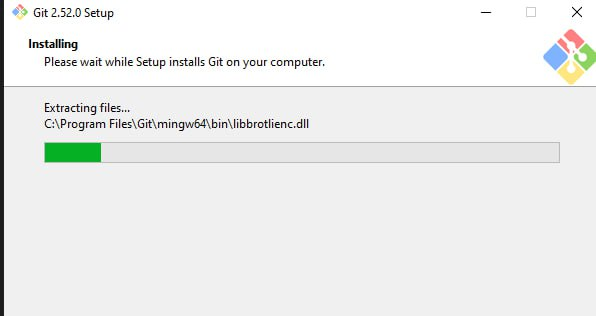 Git 2.52.0 Setup
Installing
Please wait while Setup installs Git on your computer.
Extracting files...
C:\Program Files\Git\mingw64\bin\libbrotlienc.dll